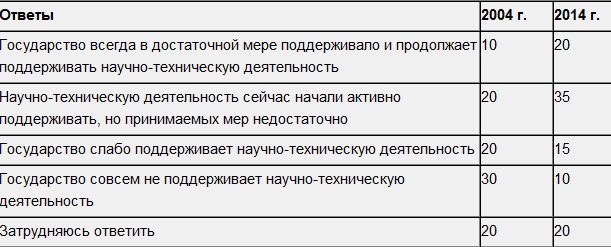 Ответы 2004 г. 2014 г.
Государство всегда в достаточной мере поддерживало и продолжает 10 20
поддерживать научно-техническую деятельность
Научно-техническую деятельность сейчас начали активно 20 35
поддерживать, но принимаемых мер недостаточно
Государство слабо поддерживает научно-техническую деятельность 20 15
Государство совсем не поддерживает научно-техническую 30 10
деятельность
Затрудняюсь ответить 20 20